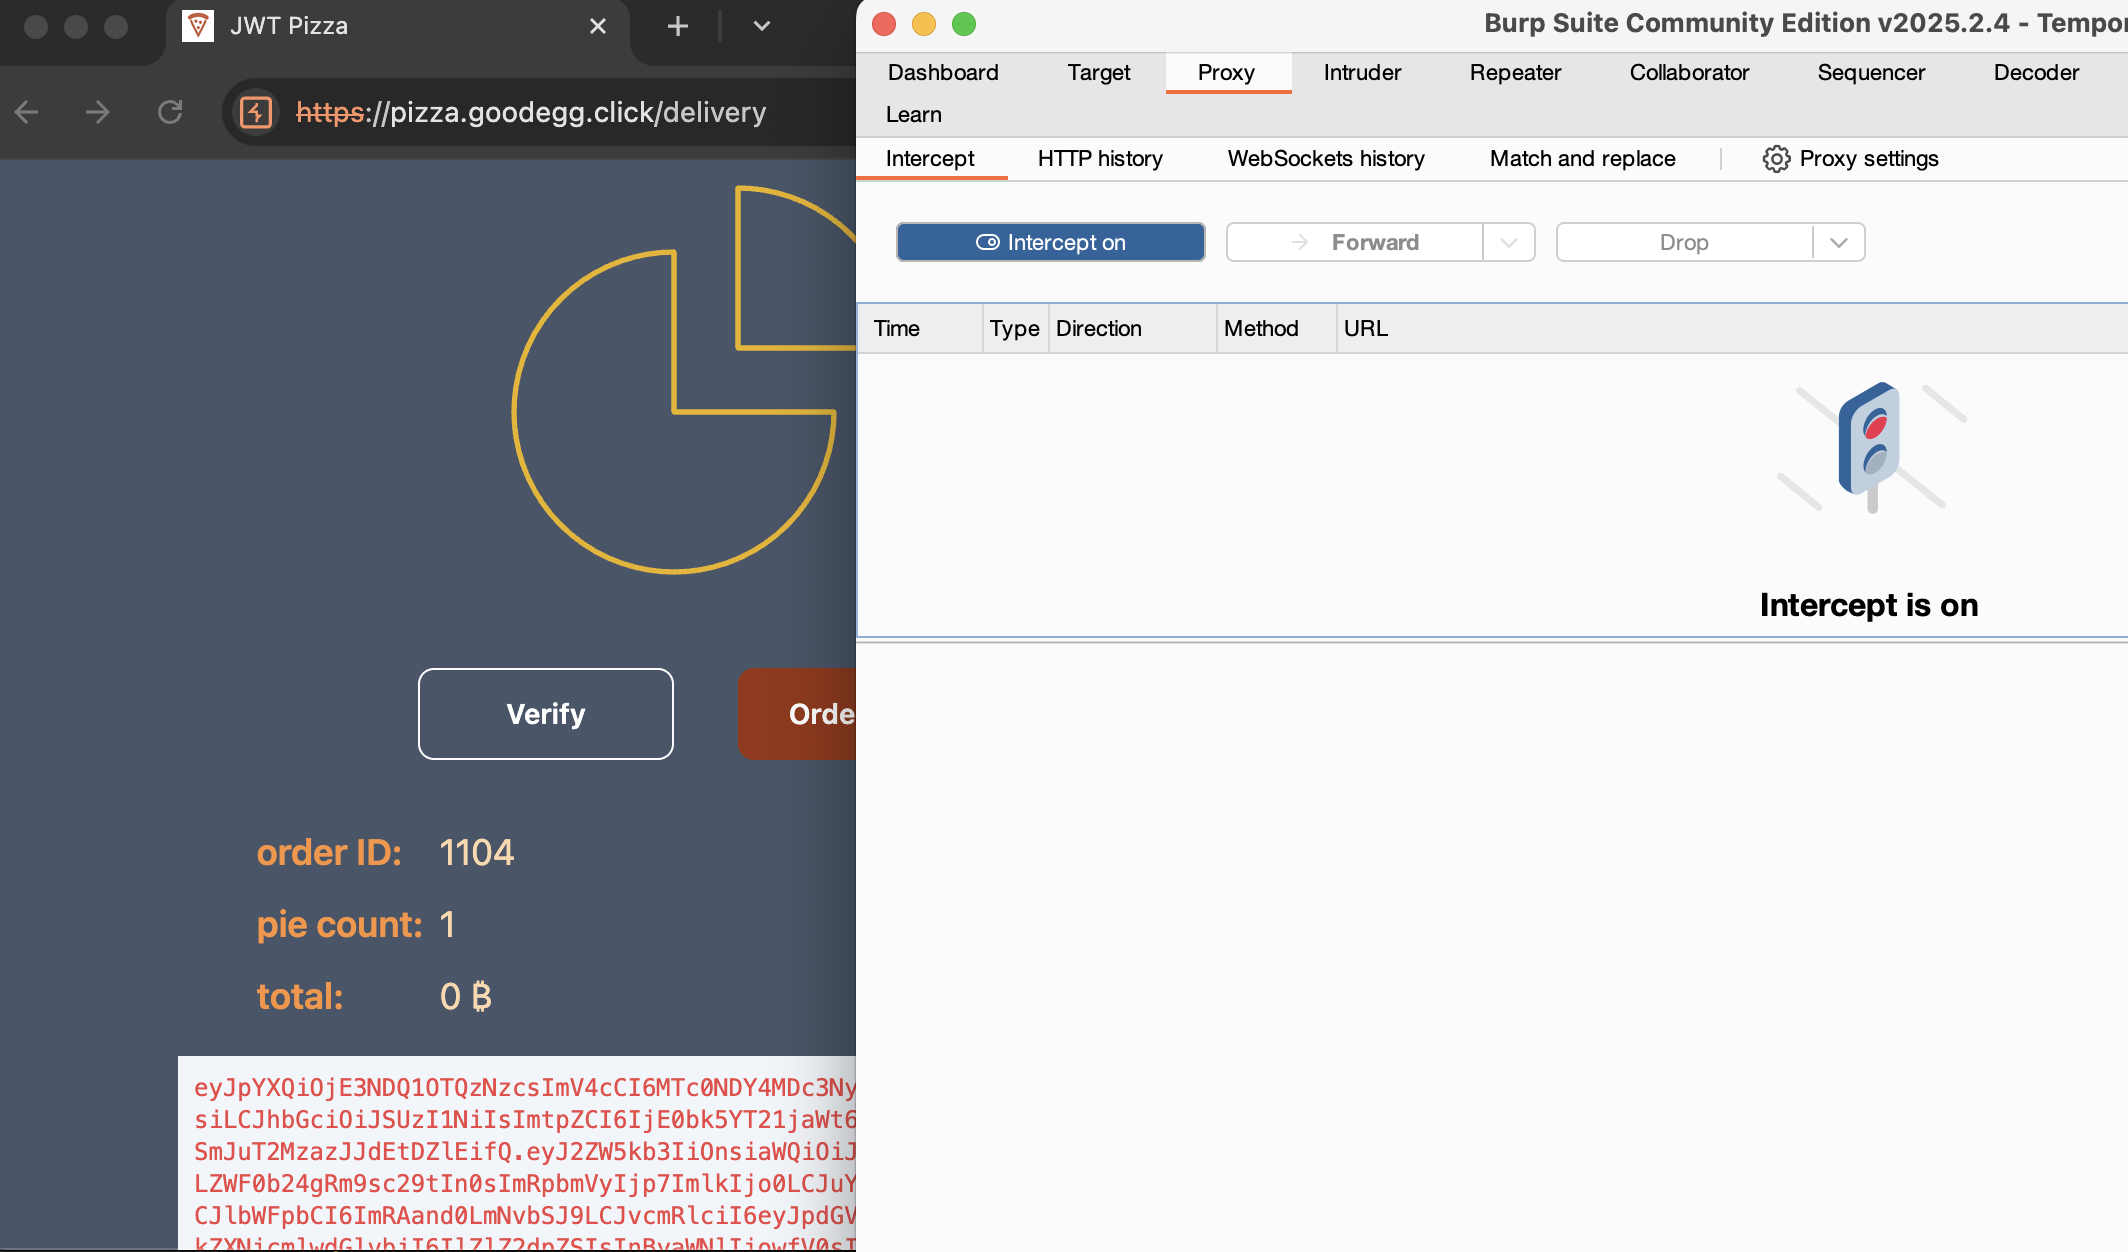 JWT Pizza
https://pizza.goodegg.click/delivery
Verify
Orde
order ID: 1104
pie count: 1
total: 0 ฿
eyJpYXQiOjE3NDQ1OTQzNzcsImV4cCI6MTc0NDY4MDc3Ny
siLCJhbGciOiJSUzI1NiIsImtpZCI6IjE0bk5YT21jaWt6
SmJuT2MzazJJdEtDZlEifQ.eyJ2ZW5kb3IiOnsiaWQiOiJ
LZWF0b24gRm9sc29tIn0sImRpbmVyIjp7ImlkIjo0LCJuY
CJlbWFpbCI6ImRAand0LmNvbSJ9LCJvcmRlciI6eyJpdGV
Burp Suite Community Edition v2025.2.4 - Tempor
Dashboard Target Proxy Intruder Repeater Collaborator Sequencer Decoder
Learn
Intercept HTTP history WebSockets history Match and replace Proxy settings
Intercept on Forward Drop
Time Type Direction Method URL
Intercept is on